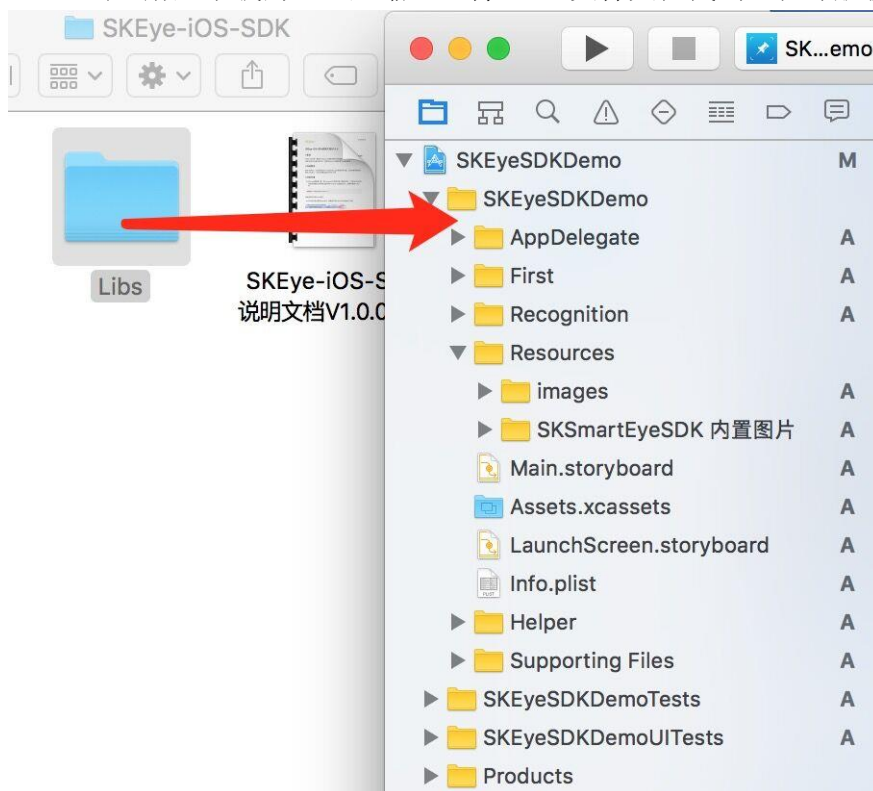 SKEye-iOS-SDK
Libs
SKEye-iOS-S
说明文档V1.0.0
SK...emo
SKEyeSDKDemo M
SKEyeSDKDemo
AppDelegate A
First A
Recognition A
Resources
images A
SKSmartEyeSDK 内置图片 A
Main.storyboard A
Assets.xcassets A
LaunchScreen.storyboard A
Info.plist A
Helper A
Supporting Files A
SKEyeSDKDemoTests A
SKEyeSDKDemoUITests A
Products